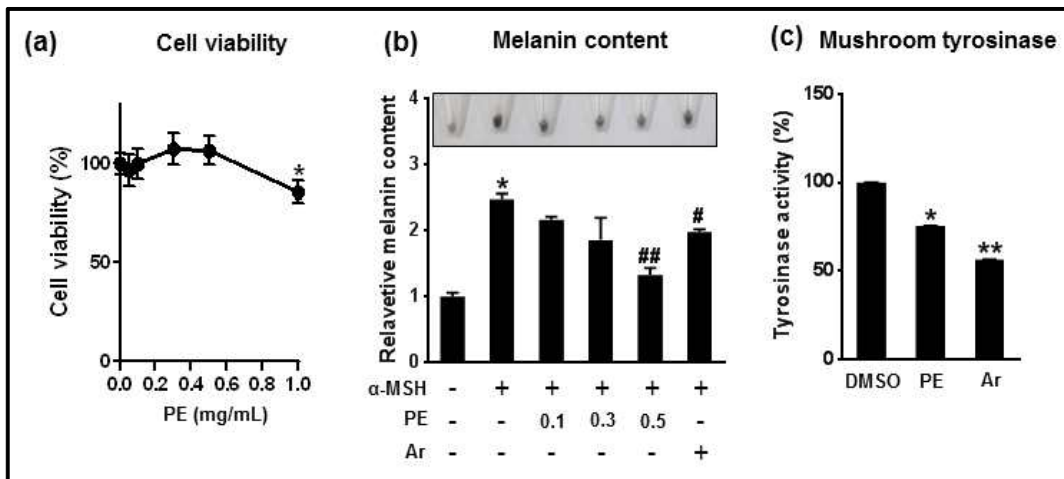 (a) Cell viability
Cell viability (%)
100
50
0
*
0.0 0.2 0.4 0.6 0.8 1.0
PE (mg/mL)
(b) Melanin content
Relavetive melanin content
4
3
2
1
0
*
##
#
α-MSH - + + + + +
PE - - 0.1 0.3 0.5 -
Ar - - - - - +
(c) Mushroom tyrosinase
Tyrosinase activity (%)
150
100
50
0
*
**
DMSO PE Ar